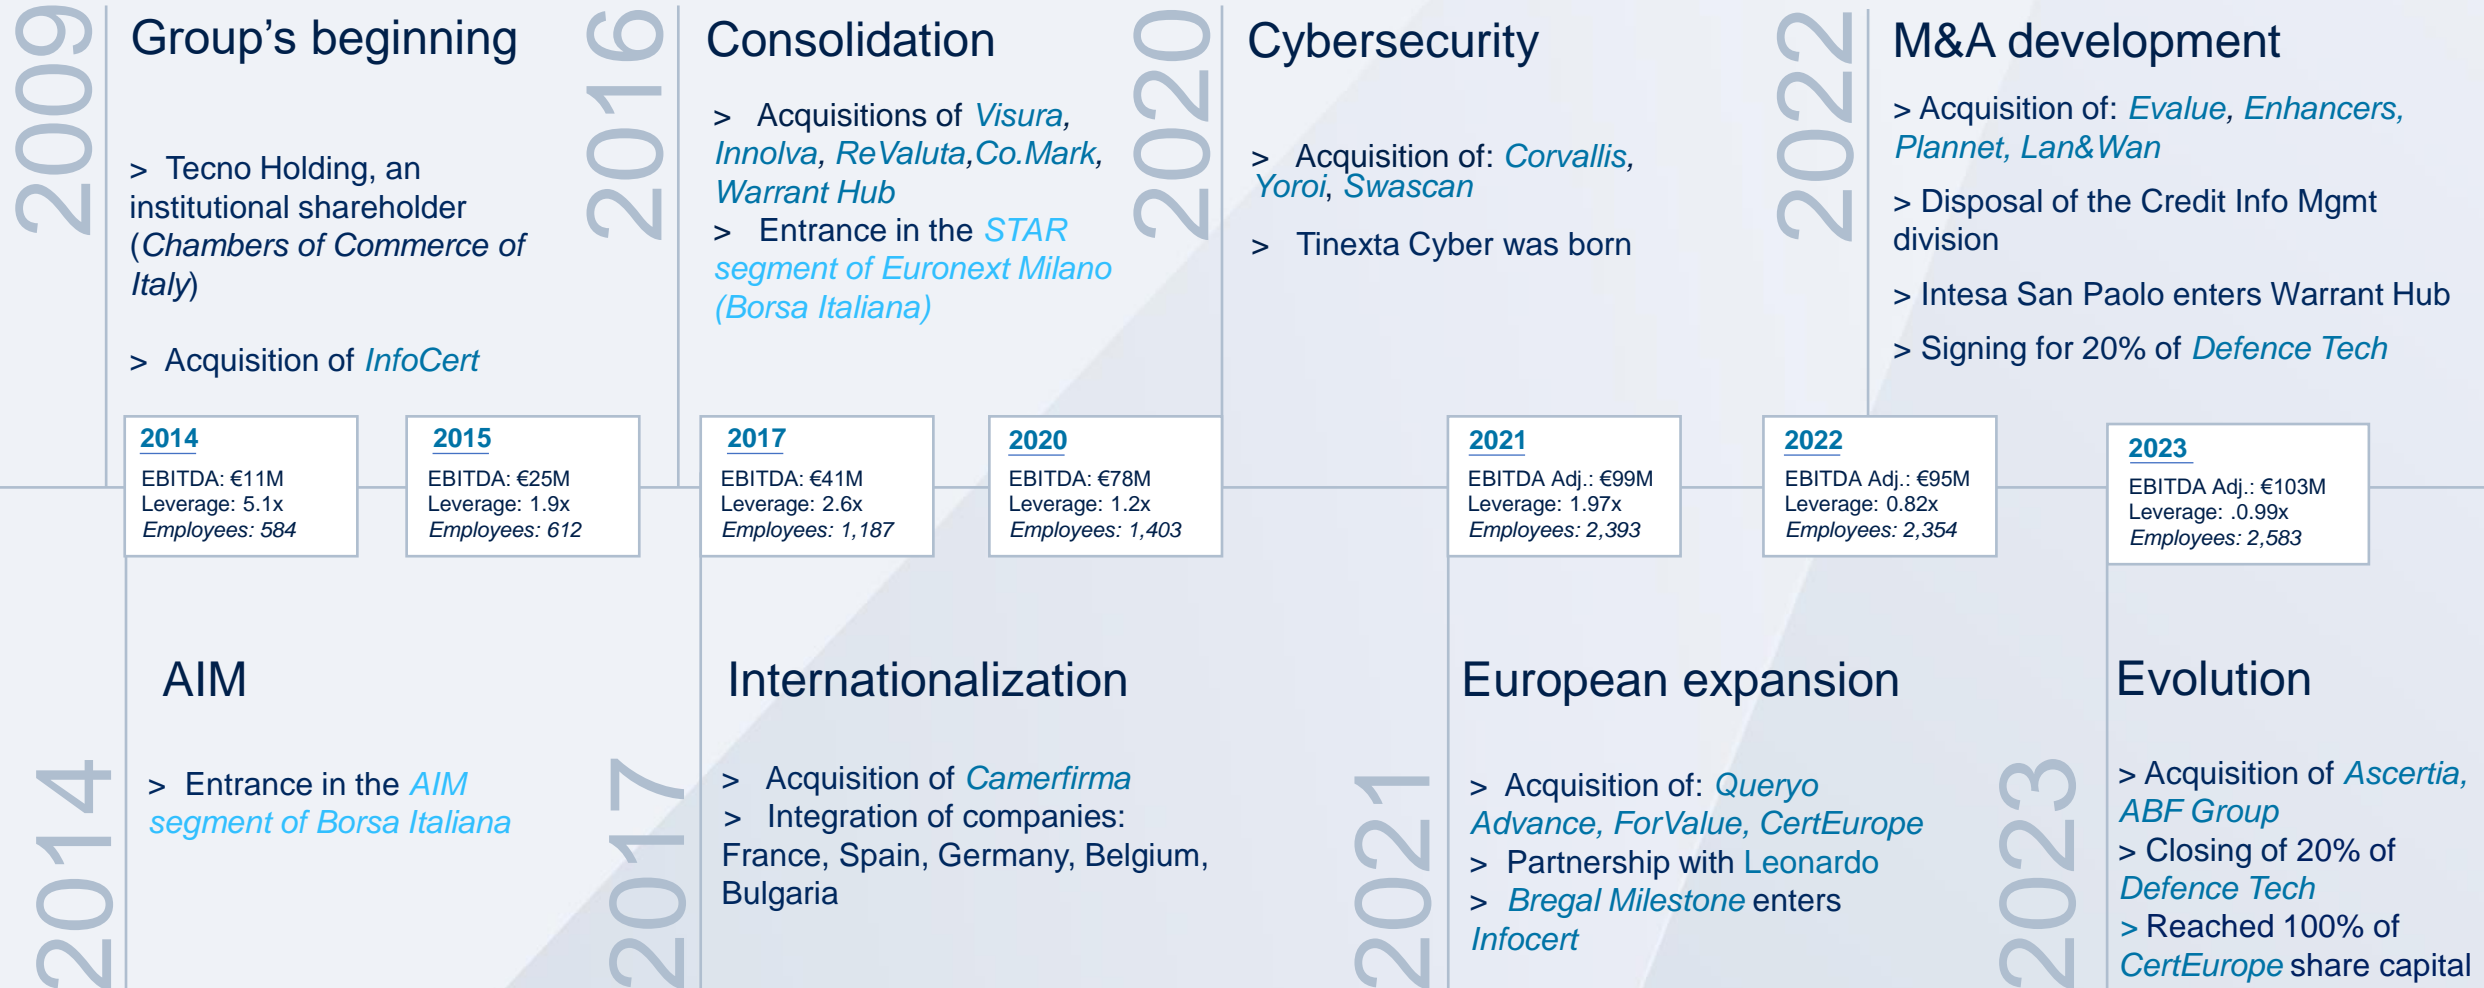 2009
Group's beginning
> Tecno Holding, an
institutional shareholder
(Chambers of Commerce of
Italy)
> Acquisition of InfoCert
2016
Consolidation
> Acquisitions of Visura,
Innolva, ReValuta,Co.Mark,
Warrant Hub
> Entrance in the STAR
segment of Euronext Milano
(Borsa Italiana)
2020
Cybersecurity
> Acquisition of: Corvallis,
Yoroi, Swascan
> Tinexta Cyber was born
2022
M&A development
> Acquisition of: Evalue, Enhancers,
Plannet, Lan&Wan
> Disposal of the Credit Info Mgmt
division
> Intesa San Paolo enters Warrant Hub
> Signing for 20% of Defence Tech
2014
EBITDA: €11M
Leverage: 5.1x
Employees: 584
2015
EBITDA: €25M
Leverage: 1.9x
Employees: 612
2017
EBITDA: €41M
Leverage: 2.6x
Employees: 1,187
2020
EBITDA: €78M
Leverage: 1.2x
Employees: 1,403
2021
EBITDA Adj.: €99M
Leverage: 1.97x
Employees: 2,393
2022
EBITDA Adj.: €95M
Leverage: 0.82x
Employees: 2,354
2023
EBITDA Adj.: €103M
Leverage: .0.99x
Employees: 2,583
2014
AIM
> Entrance in the AIM
segment of Borsa Italiana
2017
Internationalization
> Acquisition of Camerfirma
> Integration of companies:
France, Spain, Germany, Belgium,
Bulgaria
2021
European expansion
> Acquisition of: Queryo
Advance, ForValue, CertEurope
> Partnership with Leonardo
> Bregal Milestone enters
Infocert
2023
Evolution
> Acquisition of Ascertia,
ABF Group
> Closing of 20% of
Defence Tech
> Reached 100% of
CertEurope share capital